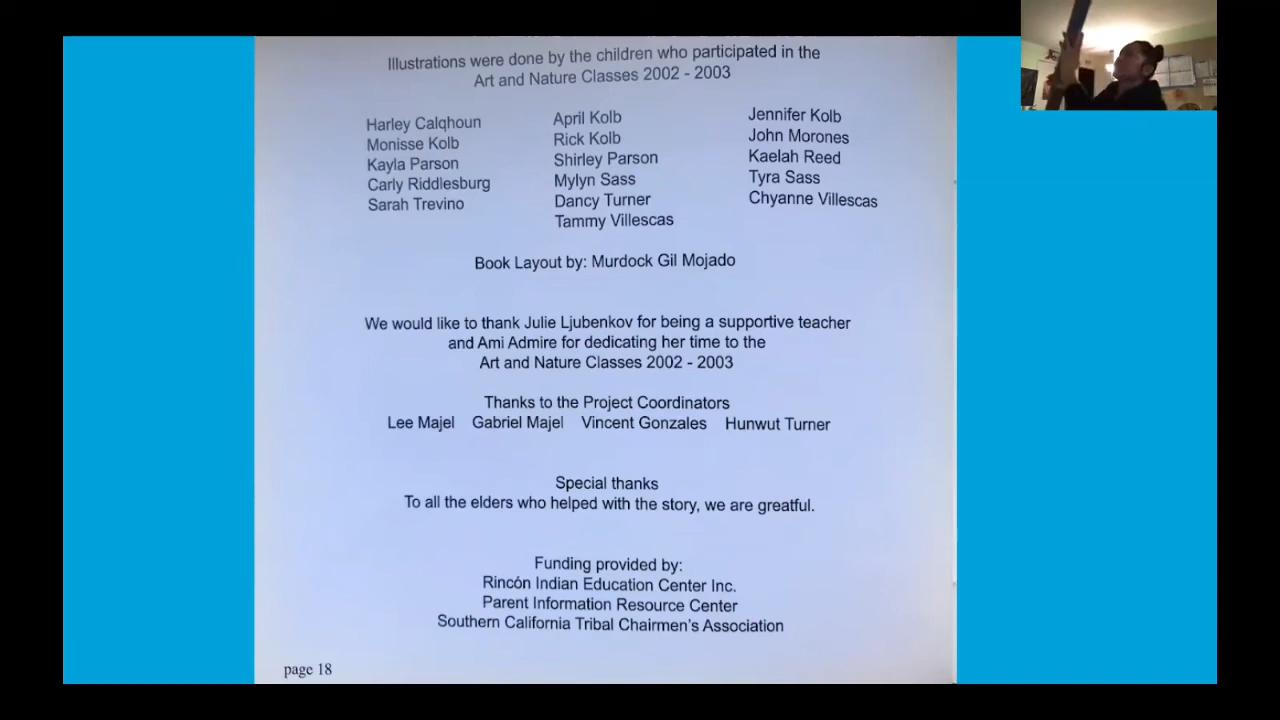 Illustrations were done by the children who participated in the
Art and Nature Classes 2002 - 2003
Harley Calqhoun
Monisse Kolb
Kayla Parson
Carly Riddlesburg
Sarah Trevino
April Kolb
Rick Kolb
Shirley Parson
Mylyn Sass
Dancy Turner
Tammy Villescas
Jennifer Kolb
John Morones
Kaelah Reed
Tyra Sass
Chyanne Villescas
Book Layout by: Murdock Gil Mojado
We would like to thank Julie Ljubenkov for being a supportive teacher
and Ami Admire for dedicating her time to the
Art and Nature Classes 2002 - 2003
Thanks to the Project Coordinators
Lee Majel Gabriel Majel Vincent Gonzales Hunwut Turner
Special thanks
To all the elders who helped with the story, we are greatful.
Funding provided by:
Rincón Indian Education Center Inc.
Parent Information Resource Center
Southern California Tribal Chairmen's Association
page 18